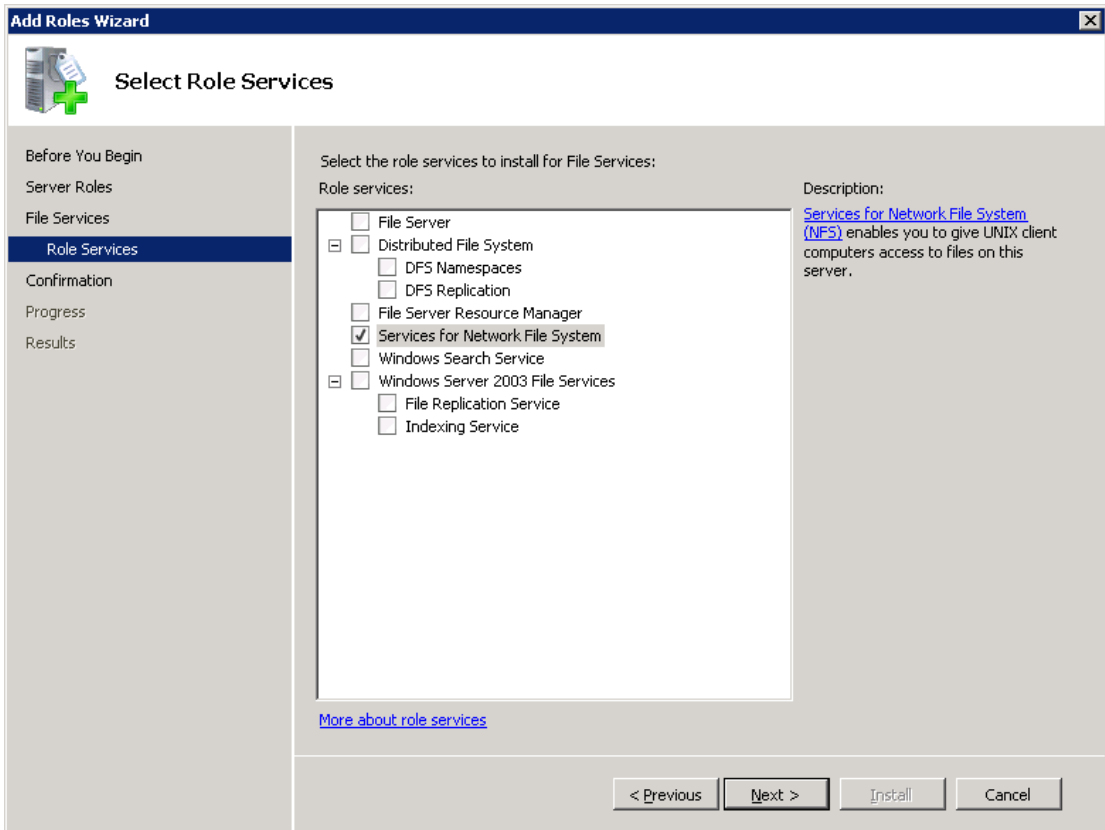 Add Roles Wizard
Select Role Services
Before You Begin
Server Roles
File Services
Role Services
Confirmation
Progress
Results
Select the role services to install for File Services:
Role services:
File Server
Distributed File System
DFS Namespaces
DFS Replication
File Server Resource Manager
Services for Network File System
Windows Search Service
Windows Server 2003 File Services
File Replication Service
Indexing Service
More about role services
Description:
Services for Network File System
(NFS) enables you to give UNIX client
computers access to files on this
server.
< Previous
Next >
Install
Cancel